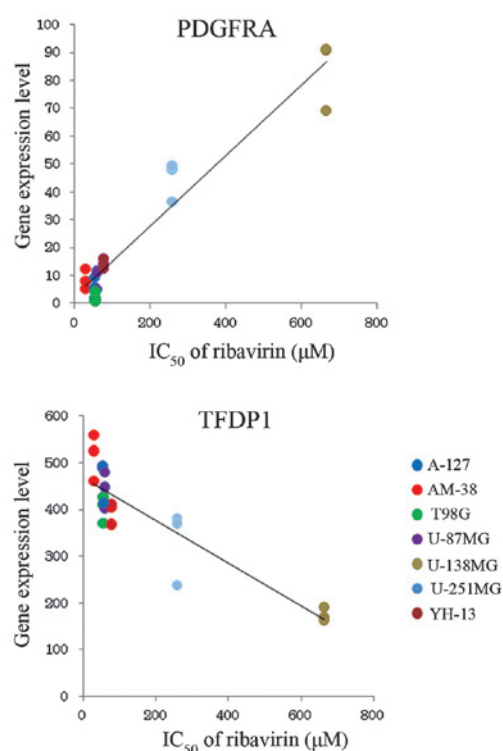 PDGFRA
Gene expression level
100
90
80
70
60
50
40
30
20
10
0
0 200 400 600 800
IC50 of ribavirin (µM)
TFDP1
Gene expression level
600
500
400
300
200
100
0
0 200 400 600 800
IC50 of ribavirin (µM)
A-127
AM-38
T98G
U-87MG
U-138MG
U-251MG
YH-13